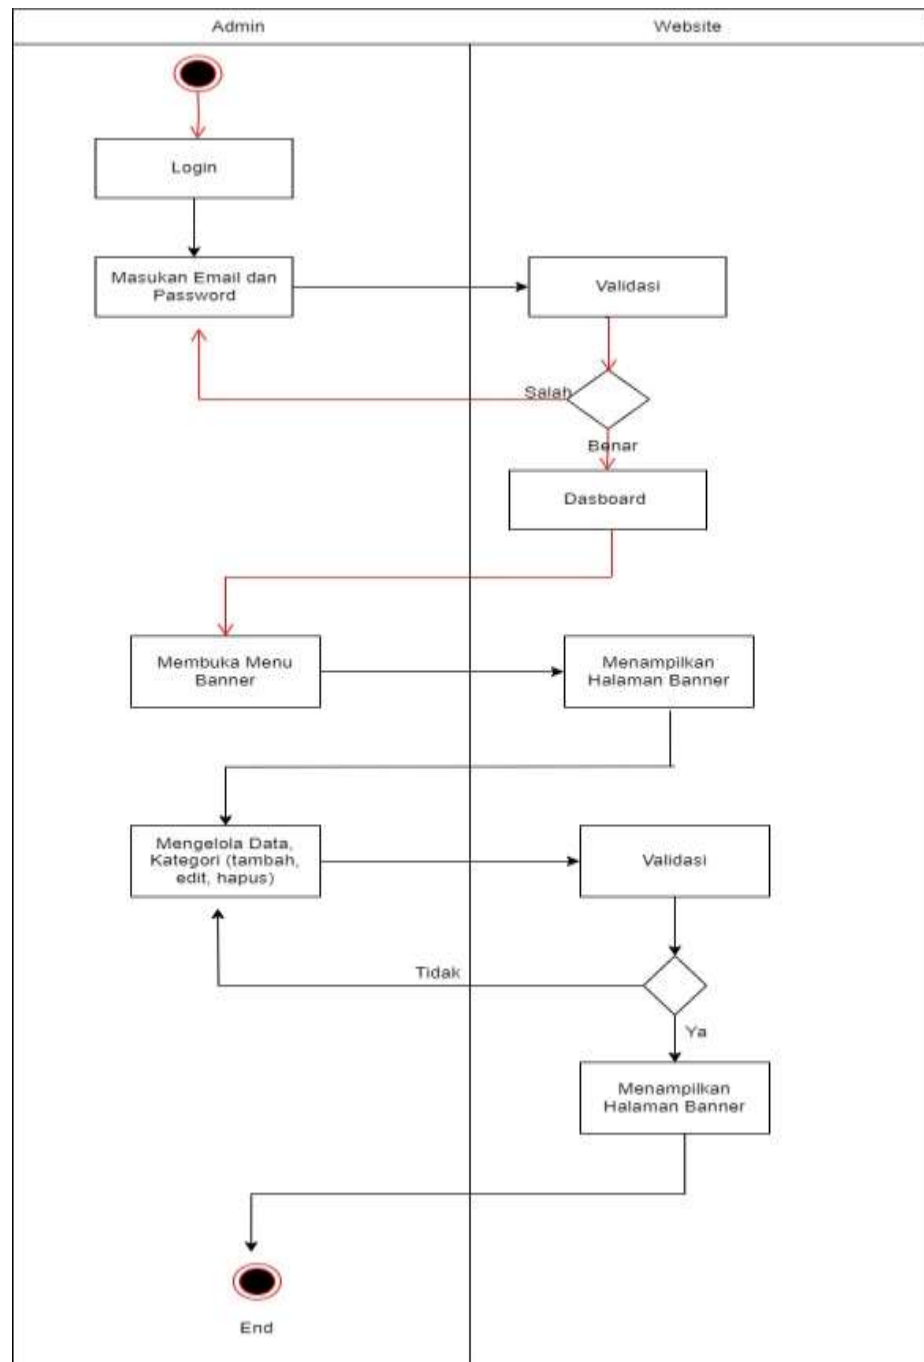 Admin
Website
Login
Masukan Email dan
Password
Validasi
Salah
Benar
Dasboard
Membuka Menu
Banner
Menampilkan
Halaman Banner
Mengelola Data,
Kategori (tambah,
edit, hapus)
Validasi
Tidak
Ya
Menampilkan
Halaman Banner
End